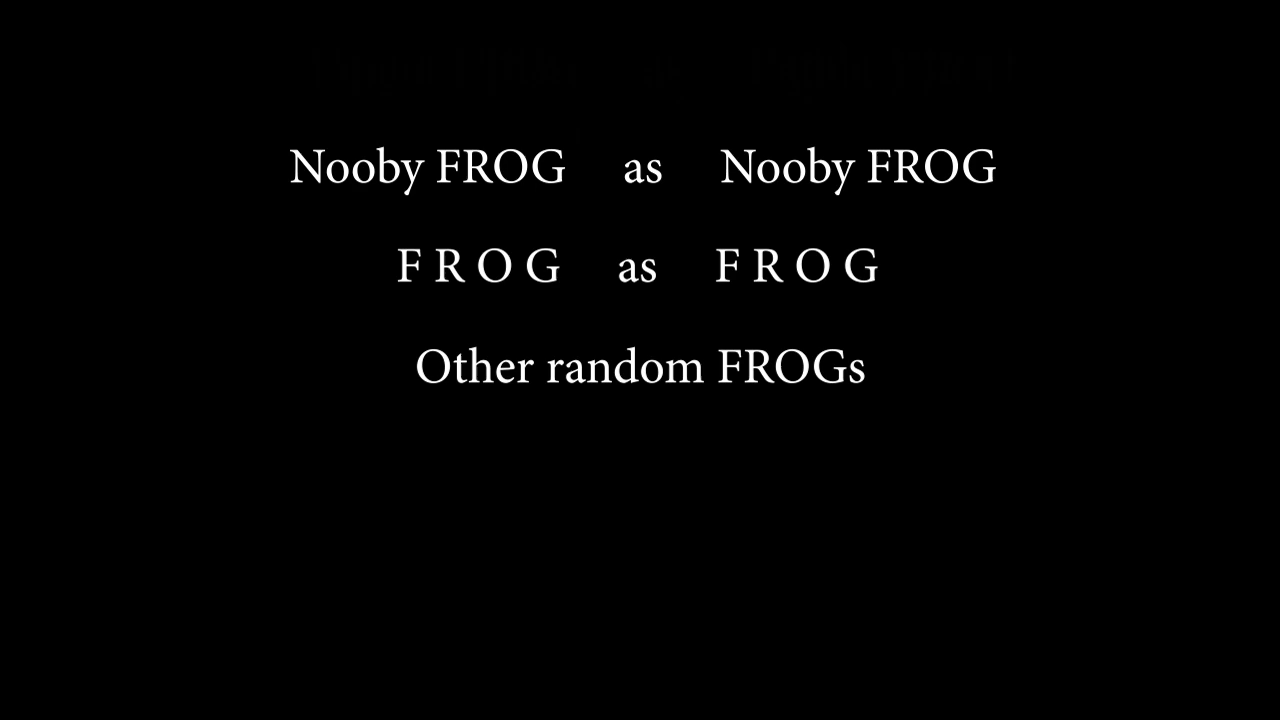 Nooby FROG as Nooby FROG
F R O G as F R O G
Other random FROGs